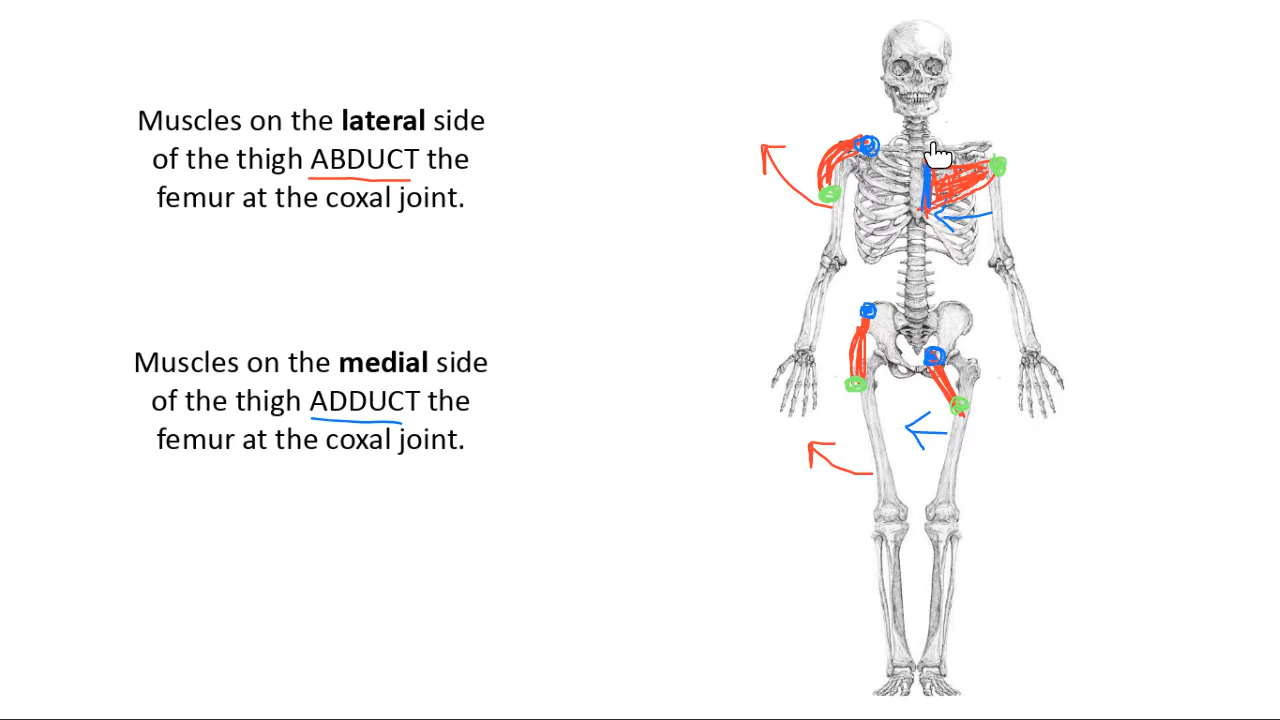 Muscles on the lateral side
of the thigh ABDUCT the
femur at the coxal joint.
Muscles on the medial side
of the thigh ADDUCT the
femur at the coxal joint.